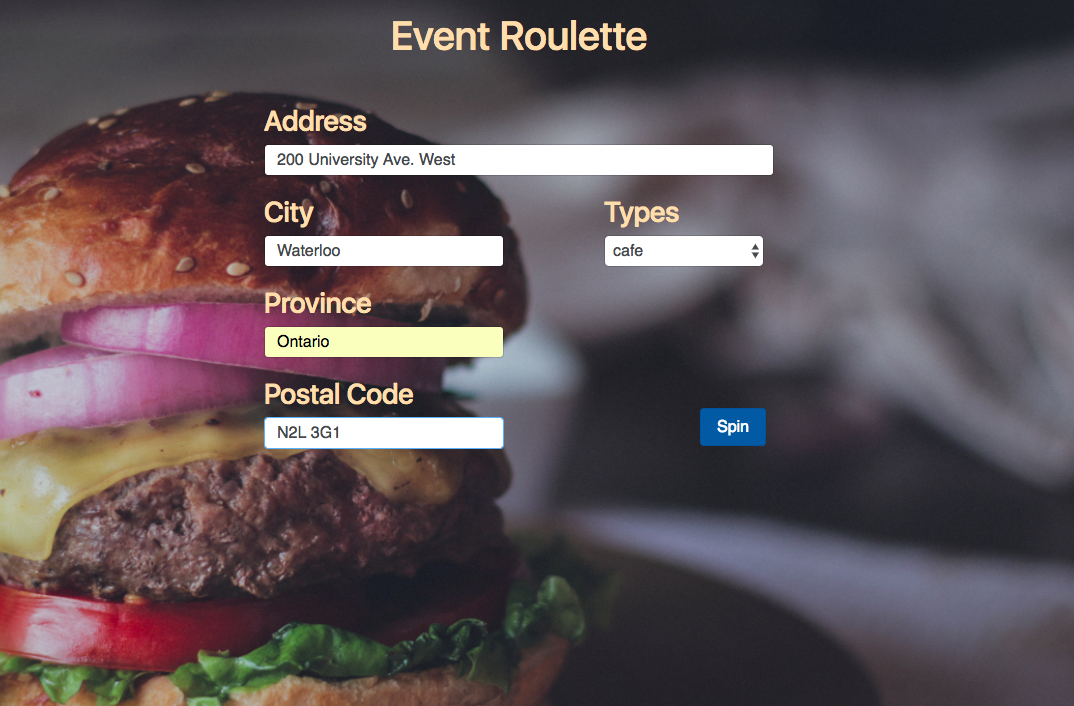 Event Roulette
Address
200 University Ave. West
City
Types
Waterloo
cafe
Province
Ontario
Postal Code
N2L 3G1
Spin